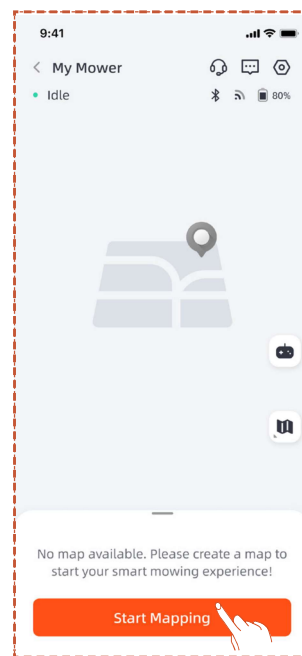 9:41
My Mower
Idle
80%
No map available. Please create a map to
start your smart mowing experience!
Start Mapping